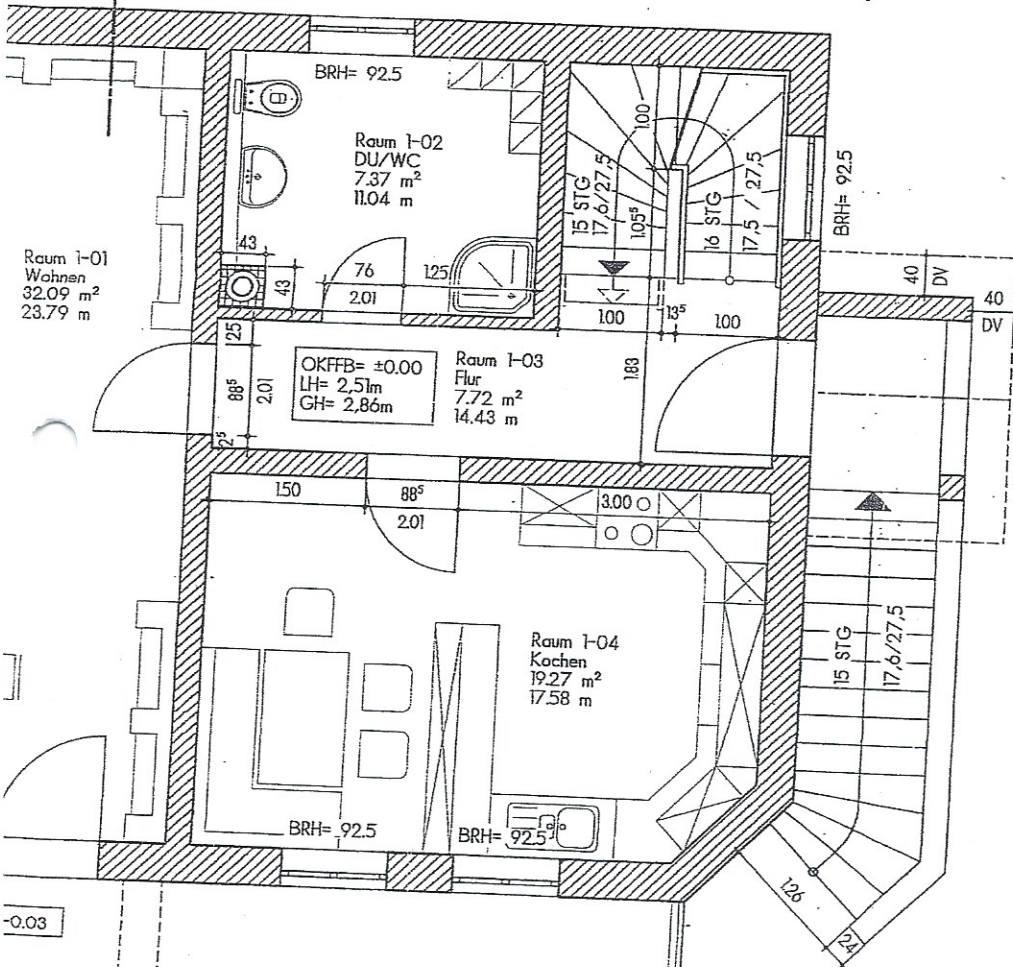 BRH= 92.5
Raum 1-02
DU/WC
7.37 m²
11.04 m
1.00
15 STG
17,6/27,5
1.05⁵
16 STG
17,5 / 27,5
BRH= 92.5
Raum 1-01
Wohnen
32.09 m²
23.79 m
43
43
76
2.01
1.25
1.00
13⁵
1.00
40
DV
40
DV
25
88⁵
2.01
OKFFB= ±0.00
LH= 2,51m
GH= 2,86m
Raum 1-03
Flur
7.72 m²
14.43 m
1.83
1.50
88⁵
2.01
3.00
Raum 1-04
Kochen
19.27 m²
17.58 m
15 STG
17,6/27,5
BRH= 92.5
BRH= 92.5
1.26
24
-0.03